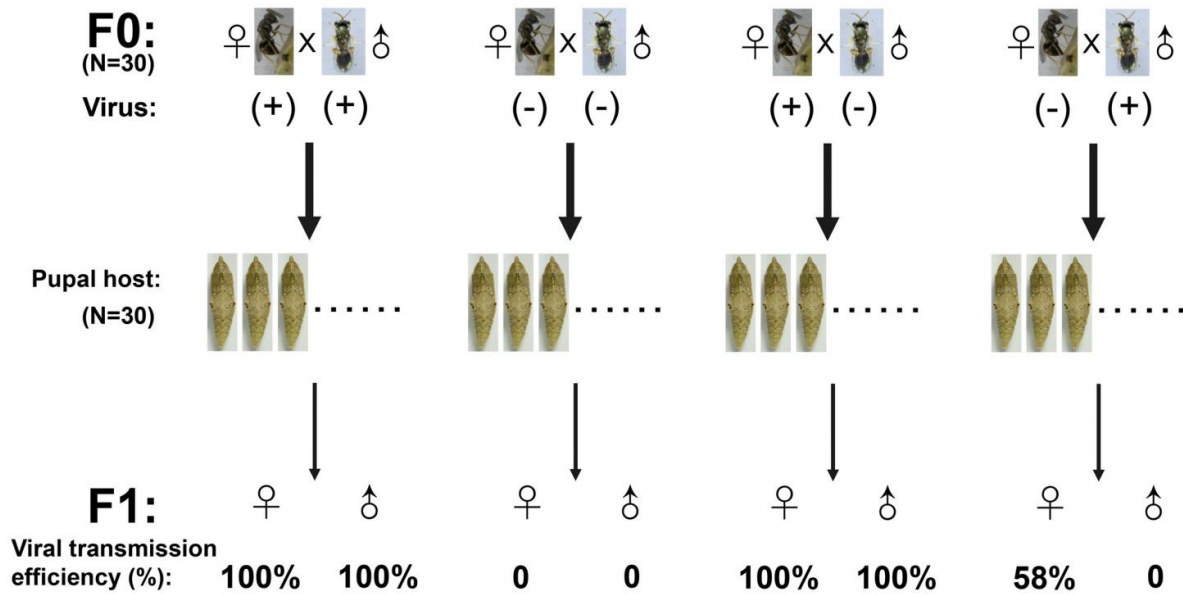 F0:
(N=30)
♀ X ♂ ♀ X ♂ ♀ X ♂ ♀ X ♂
Virus: (+) (+) (-) (-) (+) (-) (-) (+)
Pupal host:
(N=30)
...... ...... ...... ......
F1: ♀ ♂ ♀ ♂ ♀ ♂ ♀ ♂
Viral transmission
efficiency (%): 100% 100% 0 0 100% 100% 58% 0